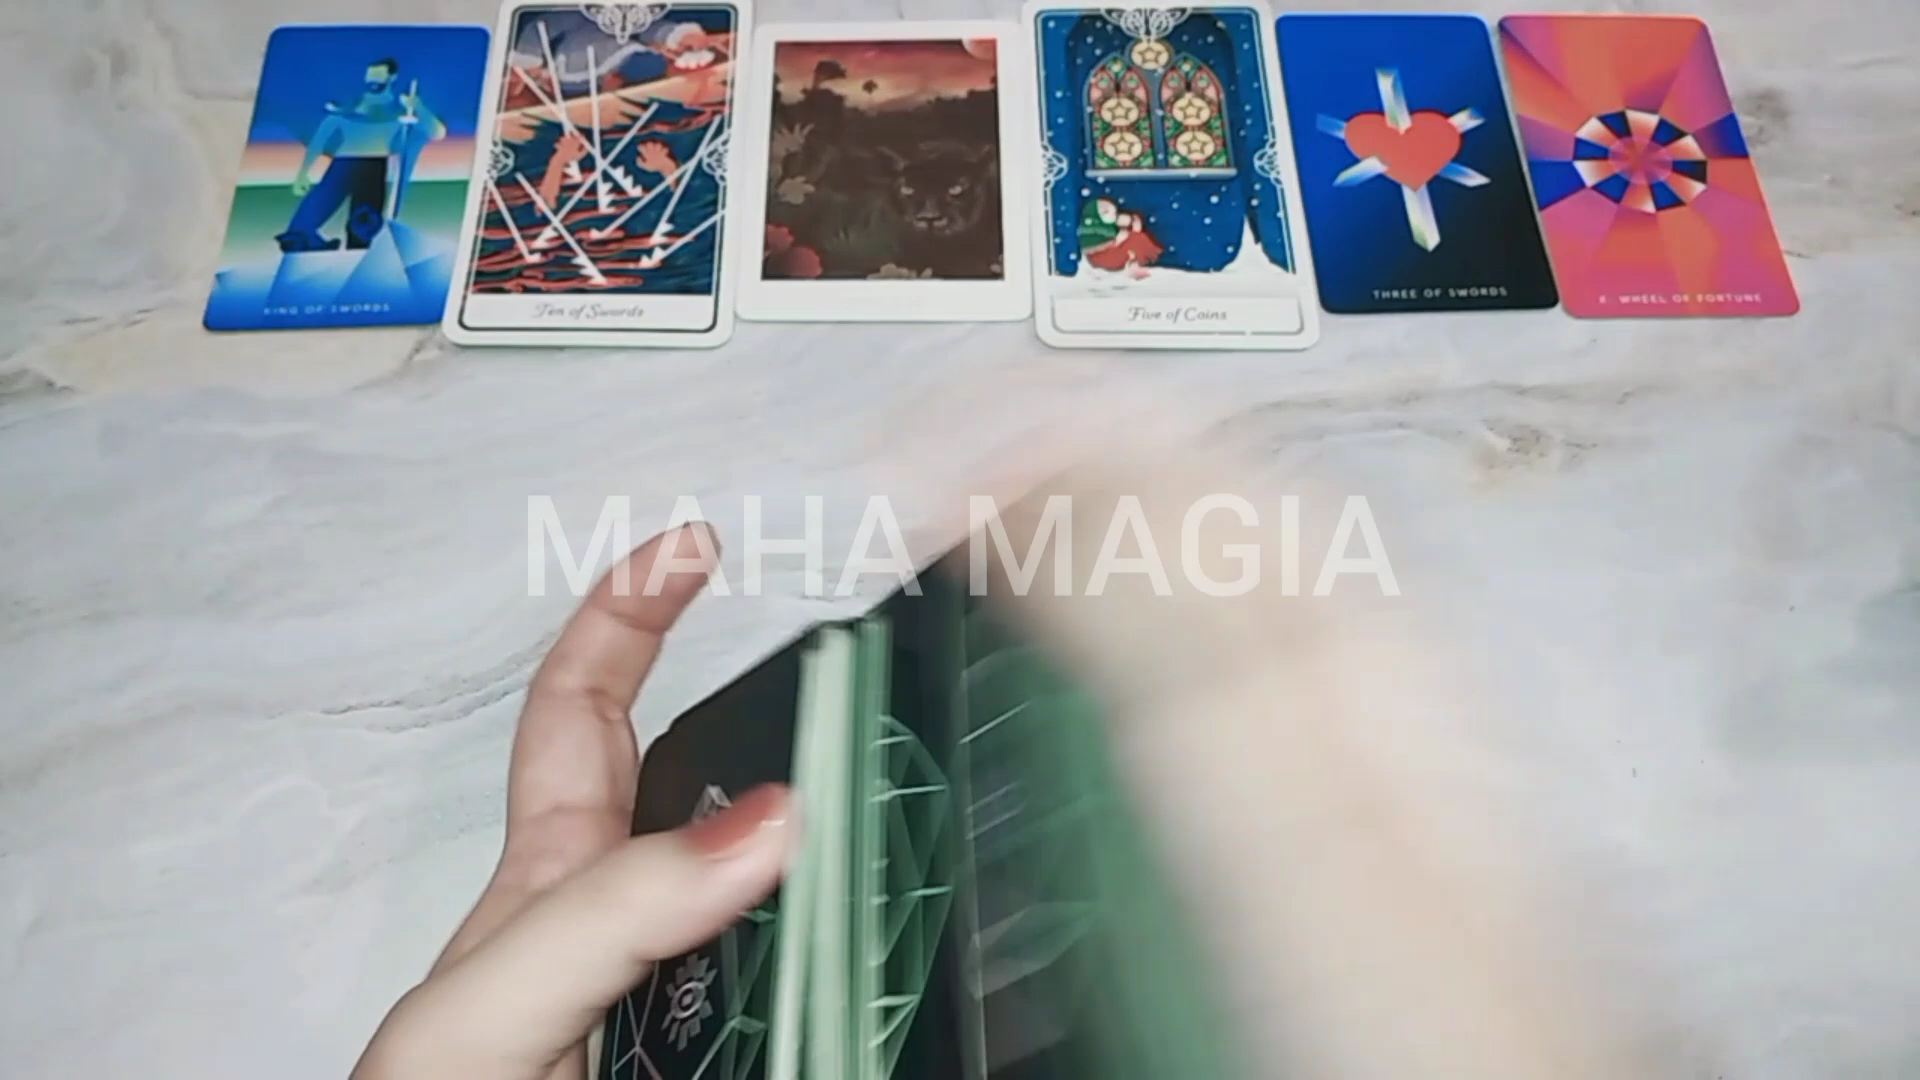 KING OF SWORDS
Ten of Swords
Five of Coins
THREE OF SWORDS
X. WHEEL OF FORTUNE
MAHA MAGIA